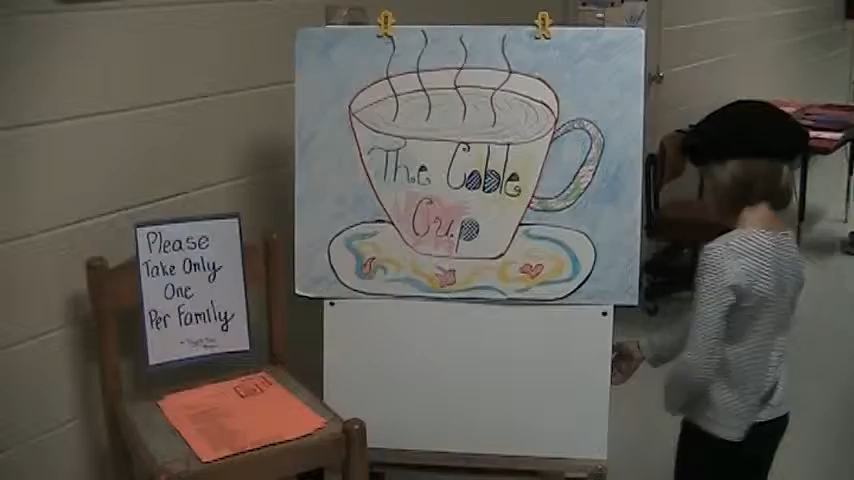 The Coble
Cup
Please
Take Only
One
Per Family